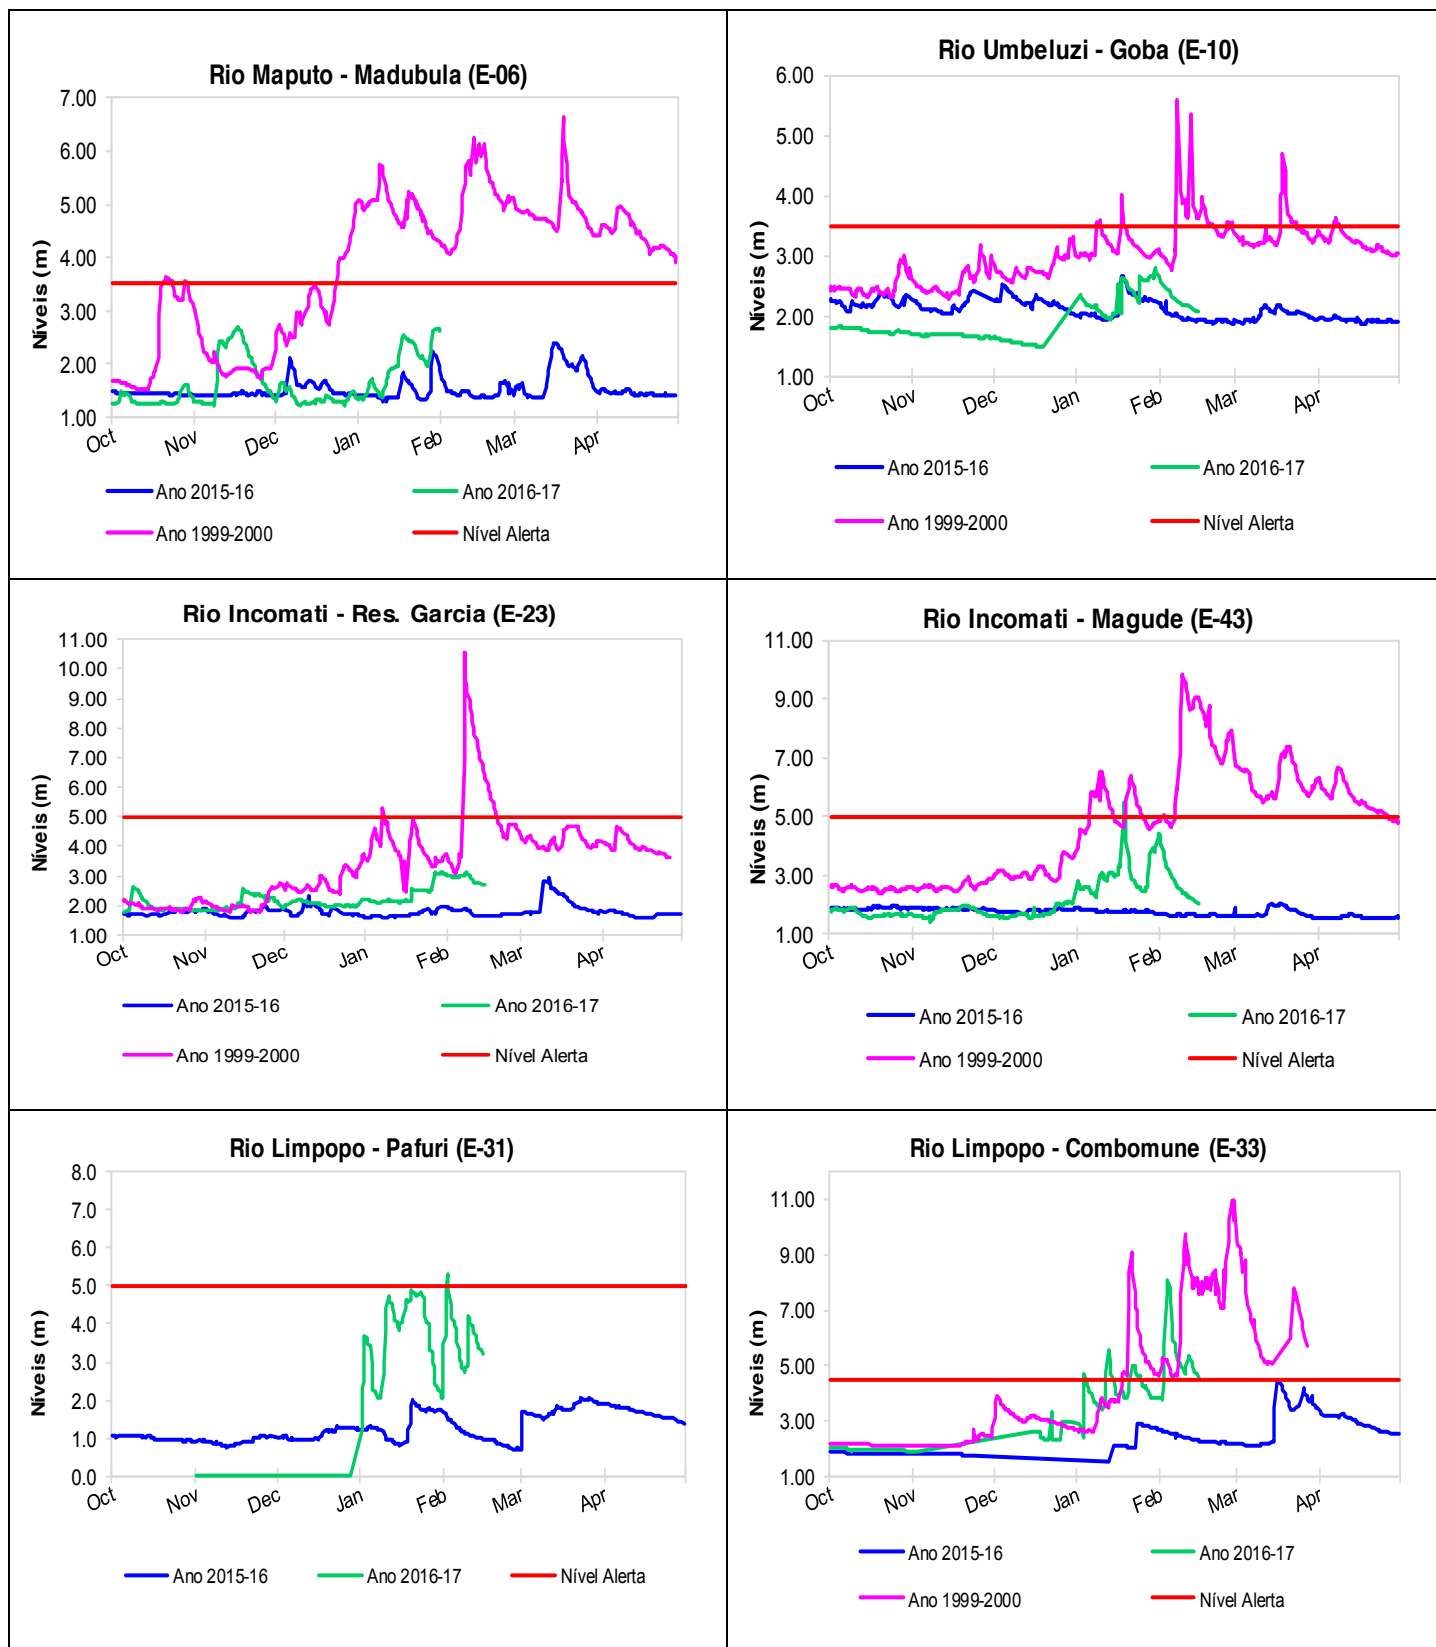 Rio Maputo - Madubula (E-06)
Níveis (m)
7.00
6.00
5.00
4.00
3.00
2.00
1.00
Oct Nov Dec Jan Feb Mar Apr
Ano 2015-16 Ano 2016-17
Ano 1999-2000 Nível Alerta
Rio Umbeluzi - Goba (E-10)
Níveis (m)
6.00
5.00
4.00
3.00
2.00
1.00
Oct Nov Dec Jan Feb Mar Apr
Ano 2015-16 Ano 2016-17
Ano 1999-2000 Nível Alerta
Rio Incomati - Res. Garcia (E-23)
Níveis (m)
11.00
10.00
9.00
8.00
7.00
6.00
5.00
4.00
3.00
2.00
1.00
Oct Nov Dec Jan Feb Mar Apr
Ano 2015-16 Ano 2016-17
Ano 1999-2000 Nível Alerta
Rio Incomati - Magude (E-43)
Níveis (m)
11.00
9.00
7.00
5.00
3.00
1.00
Oct Nov Dec Jan Feb Mar Apr
Ano 2015-16 Ano 2016-17
Ano 1999-2000 Nível Alerta
Rio Limpopo - Pafuri (E-31)
Níveis (m)
8.0
7.0
6.0
5.0
4.0
3.0
2.0
1.0
0.0
Oct Nov Dec Jan Feb Mar Apr
Ano 2015-16 Ano 2016-17 Nível Alerta
Rio Limpopo - Combomune (E-33)
Níveis (m)
11.00
9.00
7.00
5.00
3.00
1.00
Oct Nov Dec Jan Feb Mar Apr
Ano 2015-16 Ano 2016-17
Ano 1999-2000 Nível Alerta